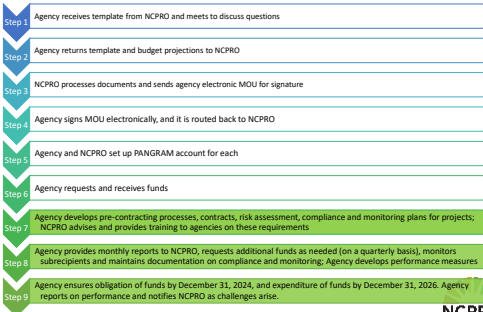 Step 1
Agency receives template from NCPRO and meets to discuss questions
Step 2
Agency returns template and budget projections to NCPRO
Step 3
NCPRO processes documents and sends agency electronic MOU for signature
Step 4
Agency signs MOU electronically, and it is routed back to NCPRO
Step 5
Agency and NCPRO set up PANGRAM account for each
Step 6
Agency requests and receives funds
Step 7
Agency develops pre-contracting processes, contracts, risk assessment, compliance and monitoring plans for projects;
NCPRO advises and provides training to agencies on these requirements
Step 8
Agency provides monthly reports to NCPRO, requests additional funds as needed (on a quarterly basis), monitors
subrecipients and maintains documentation on compliance and monitoring; Agency develops performance measures
Step 9
Agency ensures obligation of funds by December 31, 2024, and expenditure of funds by December 31, 2026. Agency
reports on performance and notifies NCPRO as challenges arise.